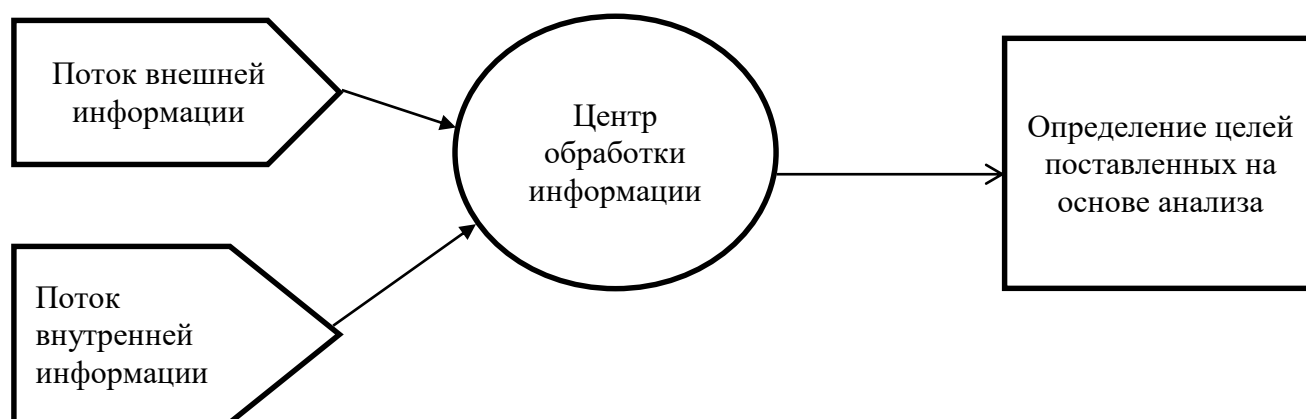 Поток внешней
информации
Поток
внутренней
информации
Центр
обработки
информации
Определение целей
поставленных на
основе анализа